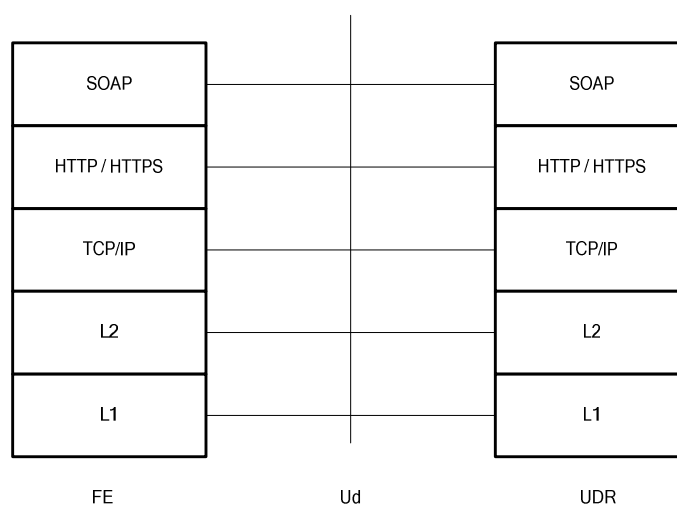 SOAP SOAP
HTTP / HTTPS HTTP / HTTPS
TCP/IP TCP/IP
L2 L2
L1 L1
FE Ud UDR